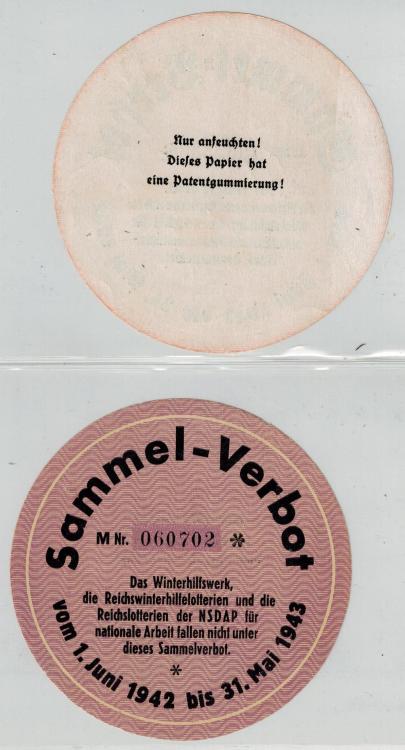 Nur anfeuchten!
Dieses Papier hat
eine Patentgummierung!
Sammel-Verbot
M Nr. 060702 *
Das Winterhilfswerk,
die Reichswinterhilfelotterien und die
Reichslotterien der NSDAP für
nationale Arbeit fallen nicht unter
dieses Sammelverbot.
*
vom 1. Juni 1942 bis 31. Mai 1943